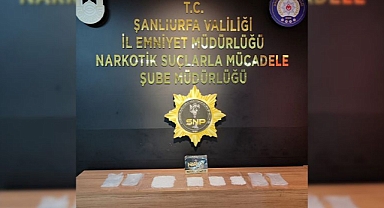 T.C.
ŞANLIURFA VALİLİĞİ
İL EMNİYET MÜDÜRLÜĞÜ
NARKOTİK SUÇLARLA MÜCADELE
ŞUBE MÜDÜRLÜĞÜ
SNP